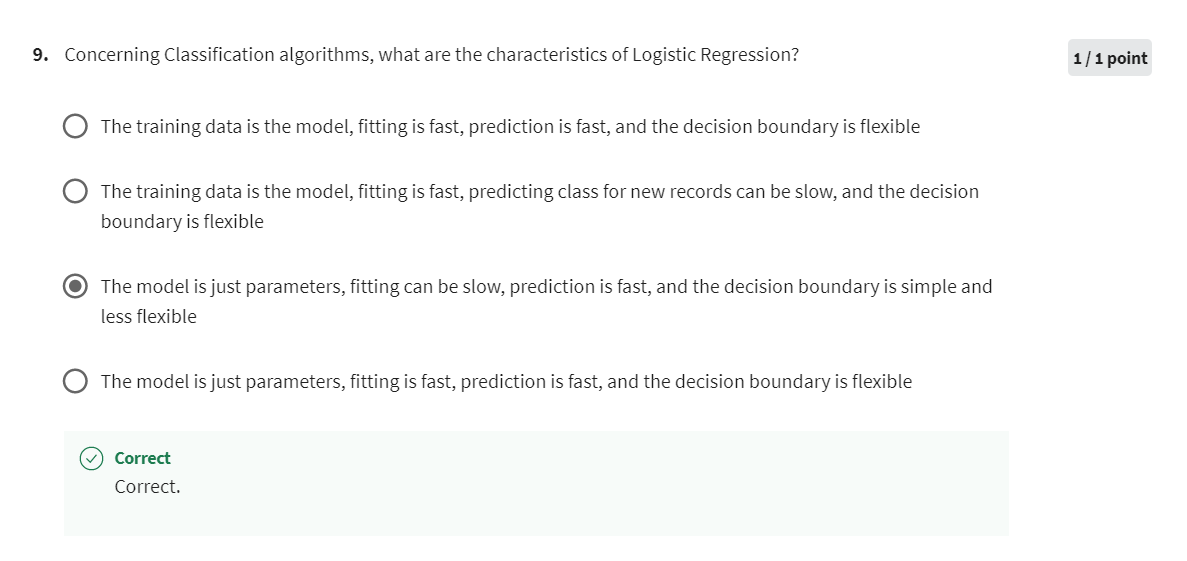 9. Concerning Classification algorithms, what are the characteristics of Logistic Regression?
1 / 1 point
The training data is the model, fitting is fast, prediction is fast, and the decision boundary is flexible
The training data is the model, fitting is fast, predicting class for new records can be slow, and the decision
boundary is flexible
The model is just parameters, fitting can be slow, prediction is fast, and the decision boundary is simple and
less flexible
The model is just parameters, fitting is fast, prediction is fast, and the decision boundary is flexible
Correct
Correct.